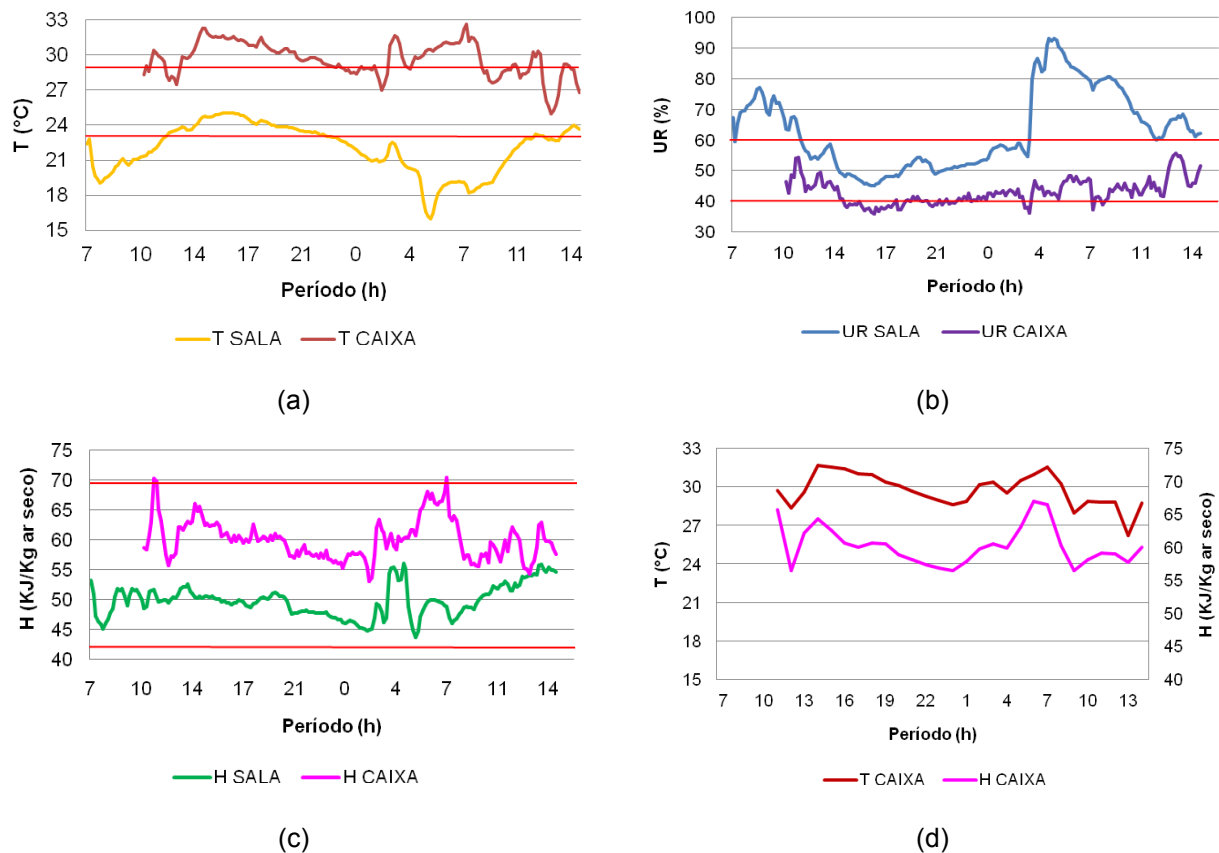 T (°C)
33
30
27
24
21
18
15
7 10 14 17 21 0 4 7 11 14
Período (h)
T SALA T CAIXA
(a)
UR (%)
100
90
80
70
60
50
40
30
7 10 14 17 21 0 4 7 11 14
Período (h)
UR SALA UR CAIXA
(b)
H (KJ/Kg ar seco)
75
70
65
60
55
50
45
40
7 10 14 17 21 0 4 7 11 14
Período (h)
H SALA H CAIXA
(c)
T (°C)
33
30
27
24
21
18
15
H (KJ/Kg ar seco)
75
70
65
60
55
50
45
40
7 10 13 16 19 22 1 4 7 10 13
Período (h)
T CAIXA H CAIXA
(d)